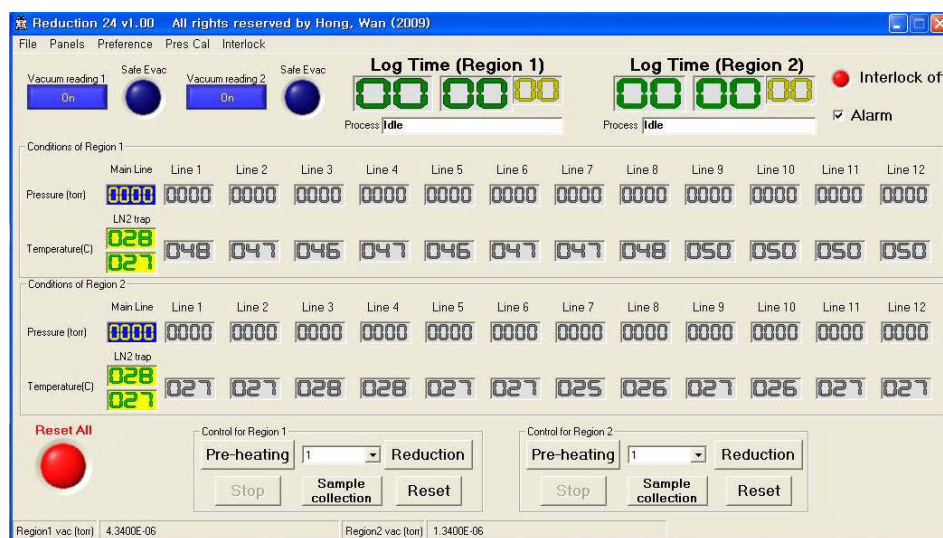 Reduction 24 v1.00 All rights reserved by Hong, Wan (2009)
File Panels Preference Pres Cal Interlock
Vacuum reading 1 Safe Evac Vacuum reading 2 Safe Evac Log Time (Region 1) Log Time (Region 2)
On On 00 00 00 00 00 00 Interlock of
Process Idle Process Idle Alarm
Conditions of Region 1
Main Line Line 1 Line 2 Line 3 Line 4 Line 5 Line 6 Line 7 Line 8 Line 9 Line 10 Line 11 Line 12
Pressure (torr) 0000 0000 0000 0000 0000 0000 0000 0000 0000 0000 0000 0000 0000
LN2 trap
028
Temperature(C) 048 047 046 047 046 047 047 048 050 050 050 050
027
Conditions of Region 2
Main Line Line 1 Line 2 Line 3 Line 4 Line 5 Line 6 Line 7 Line 8 Line 9 Line 10 Line 11 Line 12
Pressure (torr) 0000 0000 0000 0000 0000 0000 0000 0000 0000 0000 0000 0000 0000
LN2 trap
028
Temperature(C) 027 027 028 028 027 027 025 026 027 026 027 027
027
Reset All
Control for Region 1 Control for Region 2
Pre-heating 1 Reduction Pre-heating 1 Reduction
Stop Sample collection Reset Stop Sample collection Reset
Region1 vac (torr) 4.3400E-06 Region2 vac (torr) 1.3400E-06